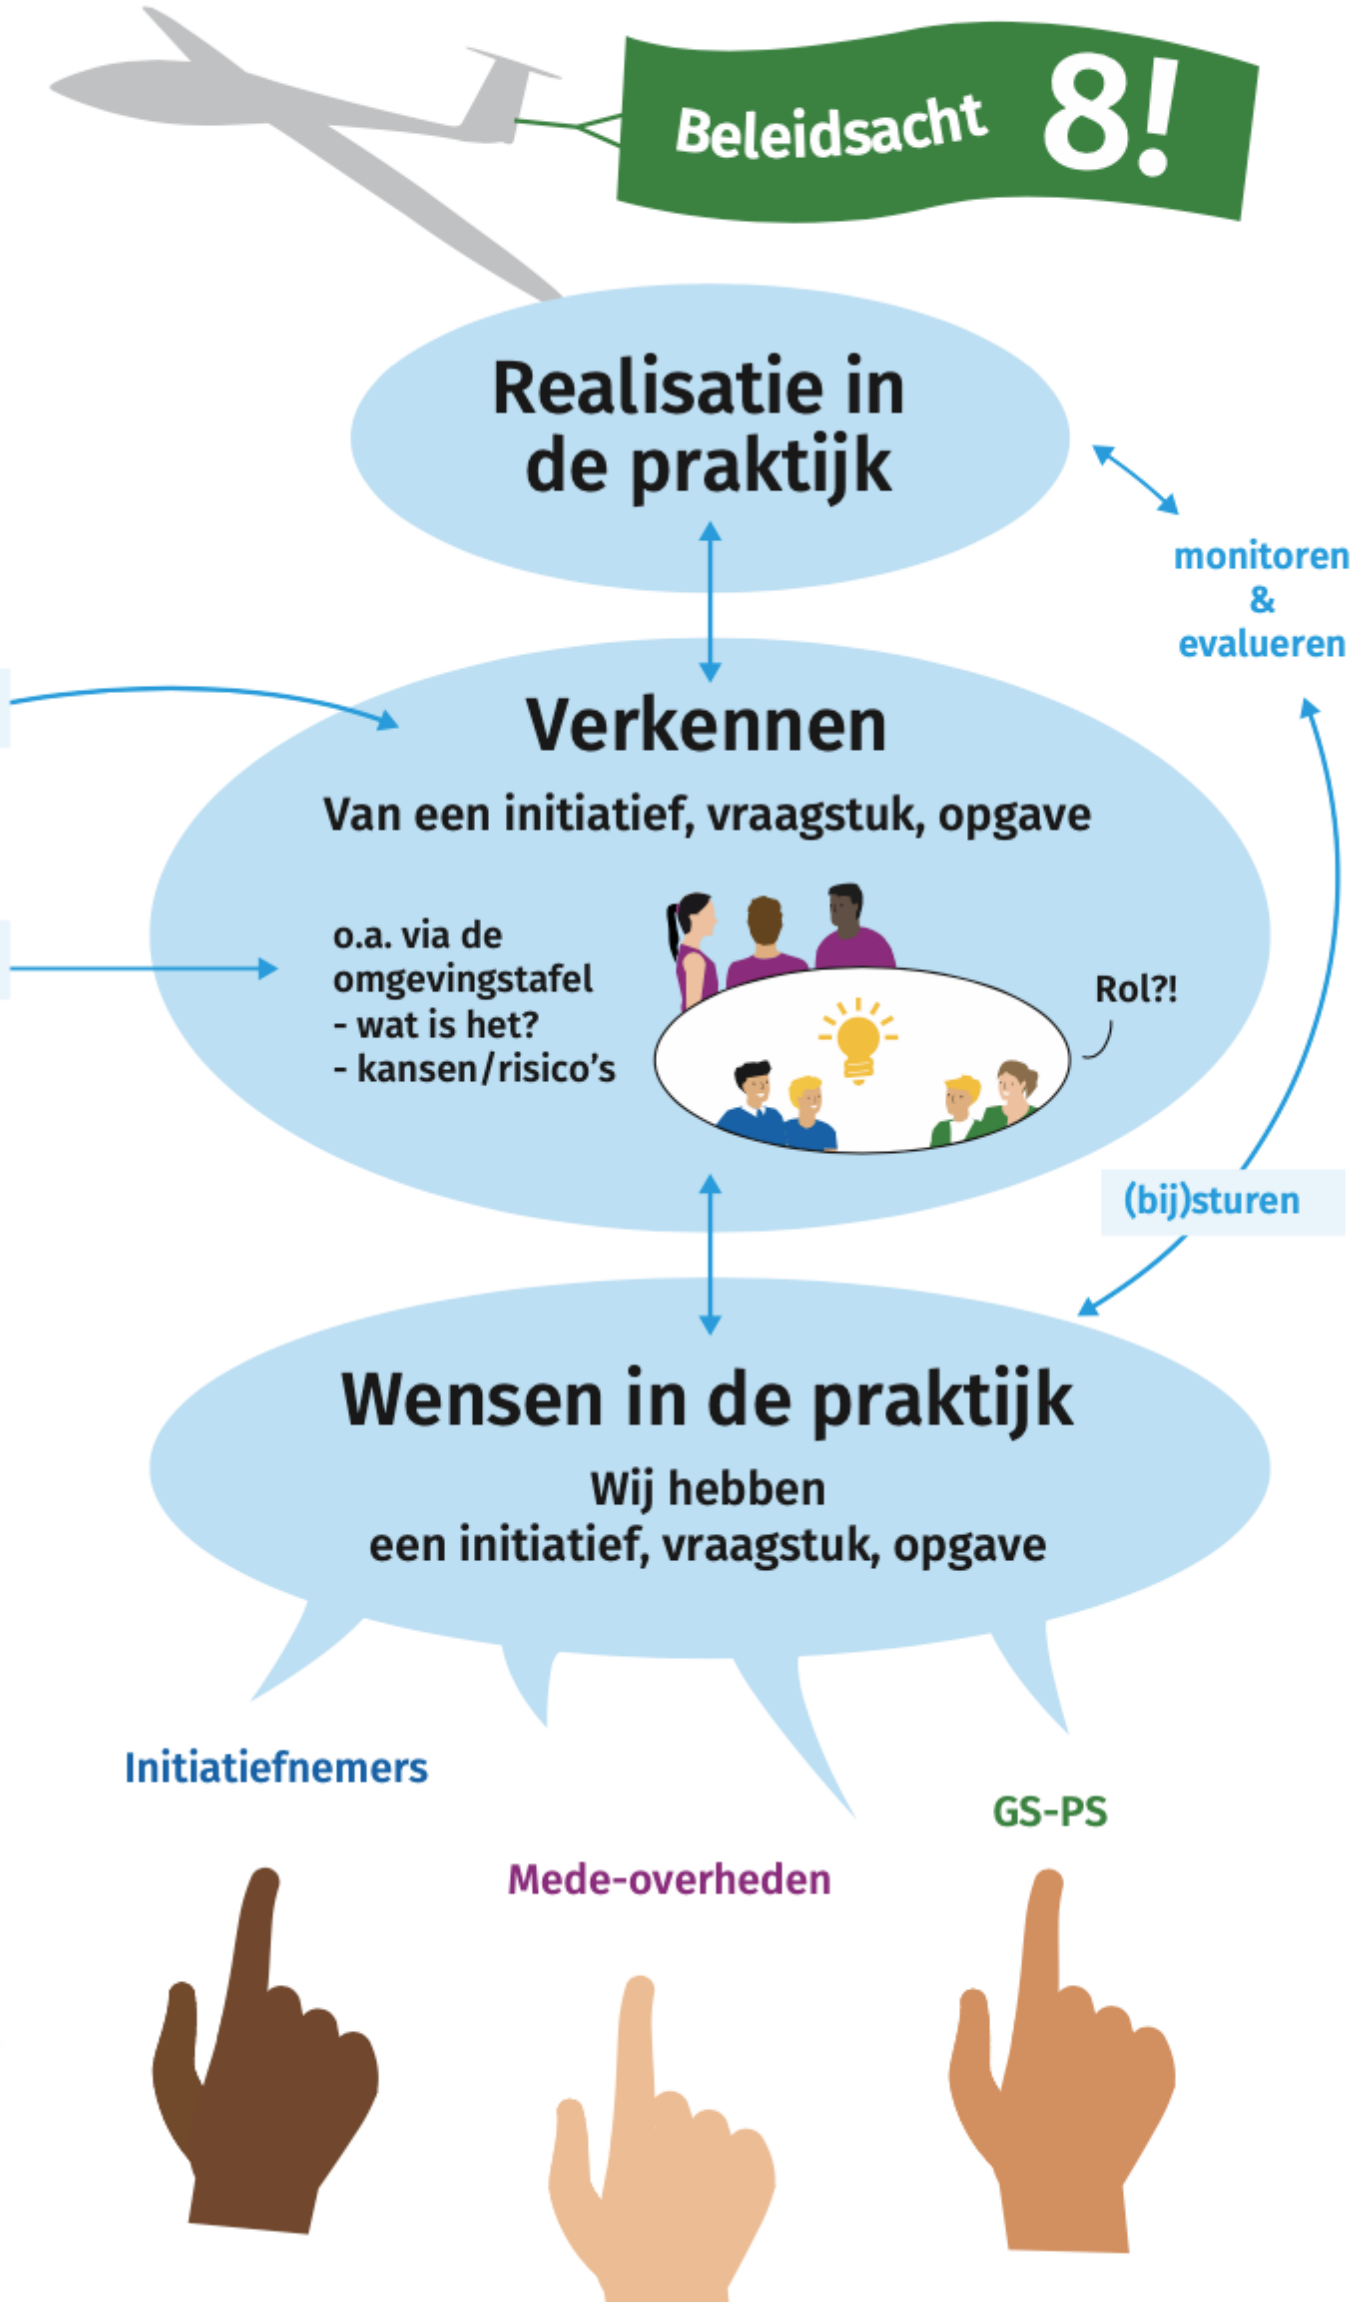 Beleidsacht 8!
Realisatie in
de praktijk
monitoren
&
evalueren
Verkennen
Van een initiatief, vraagstuk, opgave
o.a. via de
omgevingstafel
- wat is het?
- kansen/risico's
Rol?!
(bij)sturen
Wensen in de praktijk
Wij hebben
een initiatief, vraagstuk, opgave
Initiatiefnemers
GS-PS
Mede-overheden